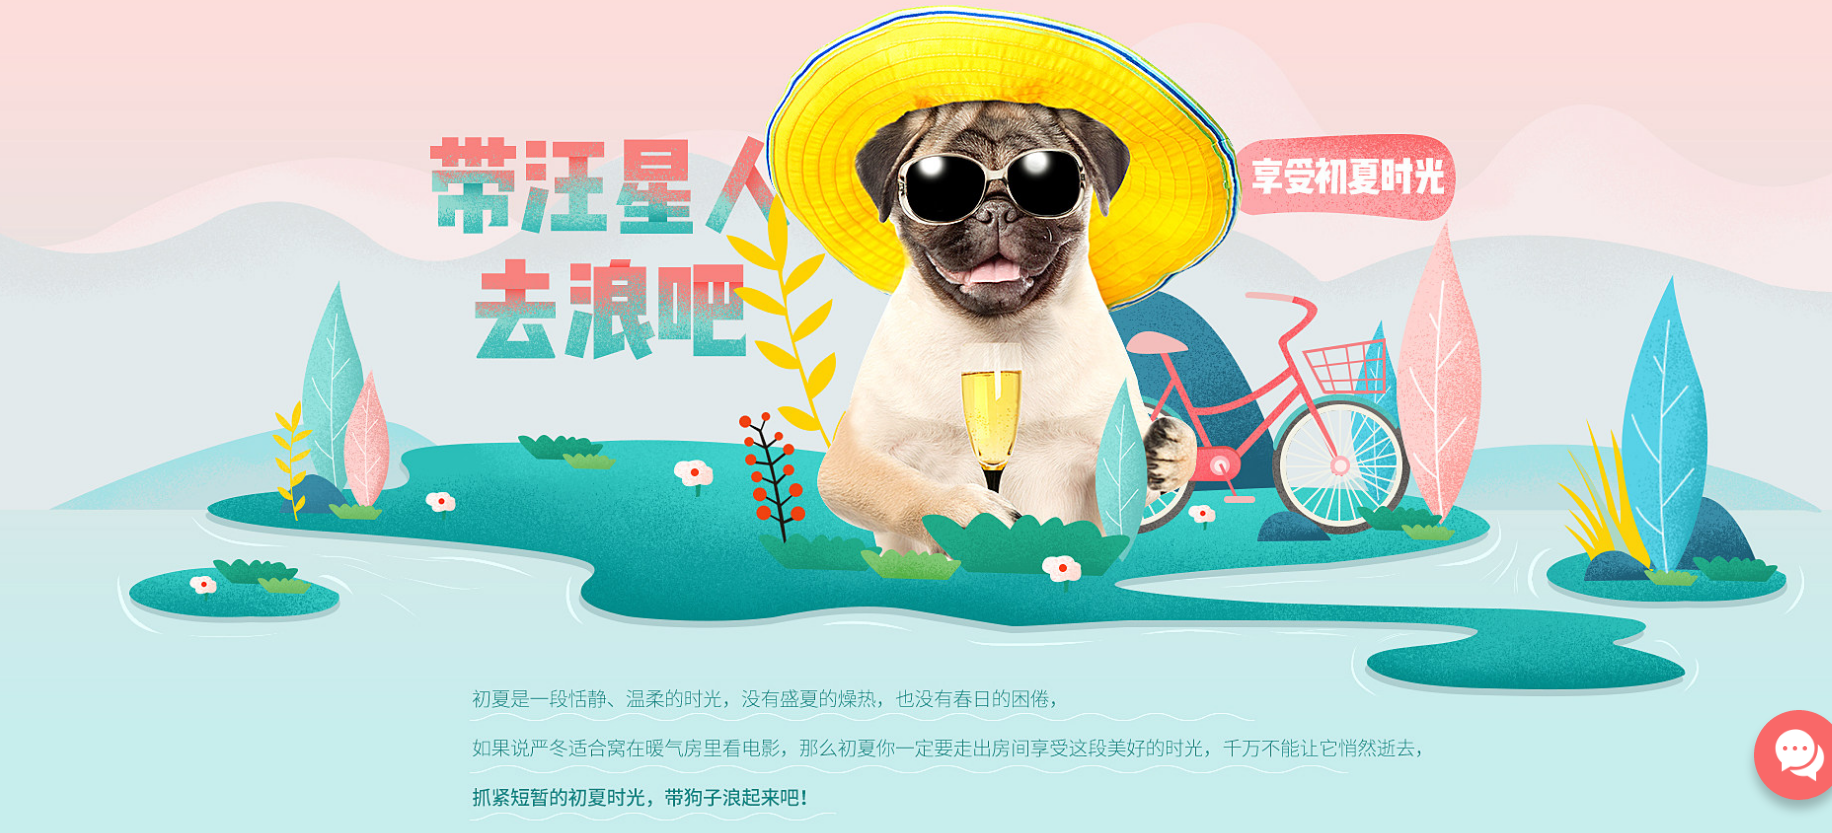 带汪星人
去浪吧
享受初夏时光
初夏是一段恬静、温柔的时光，没有盛夏的燥热，也没有春日的困倦，
如果说严冬适合窝在暖气房里看电影，那么初夏你一定要走出房间享受这段美好的时光，千万不能让它悄然逝去，
抓紧短暂的初夏时光，带狗子浪起来吧！